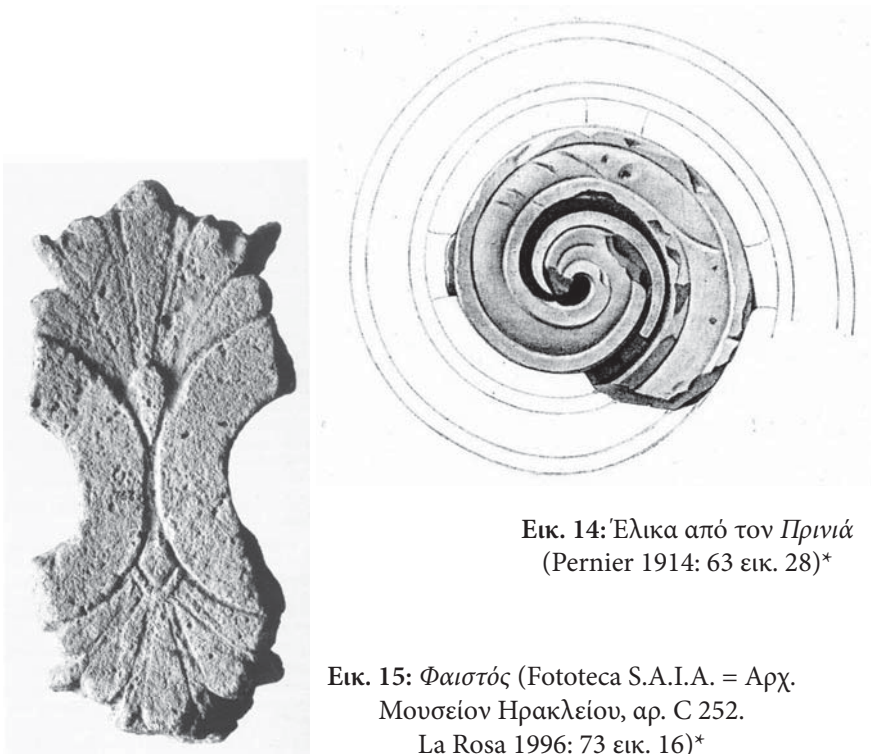 Εικ. 14: Έλικα από τον Πρινιά
(Pernier 1914: 63 εικ. 28)*
Εικ. 15: Φαιστός (Fototeca S.A.I.A. = Αρχ.
Μουσείον Ηρακλείου, αρ. C 252.
La Rosa 1996: 73 εικ. 16)*